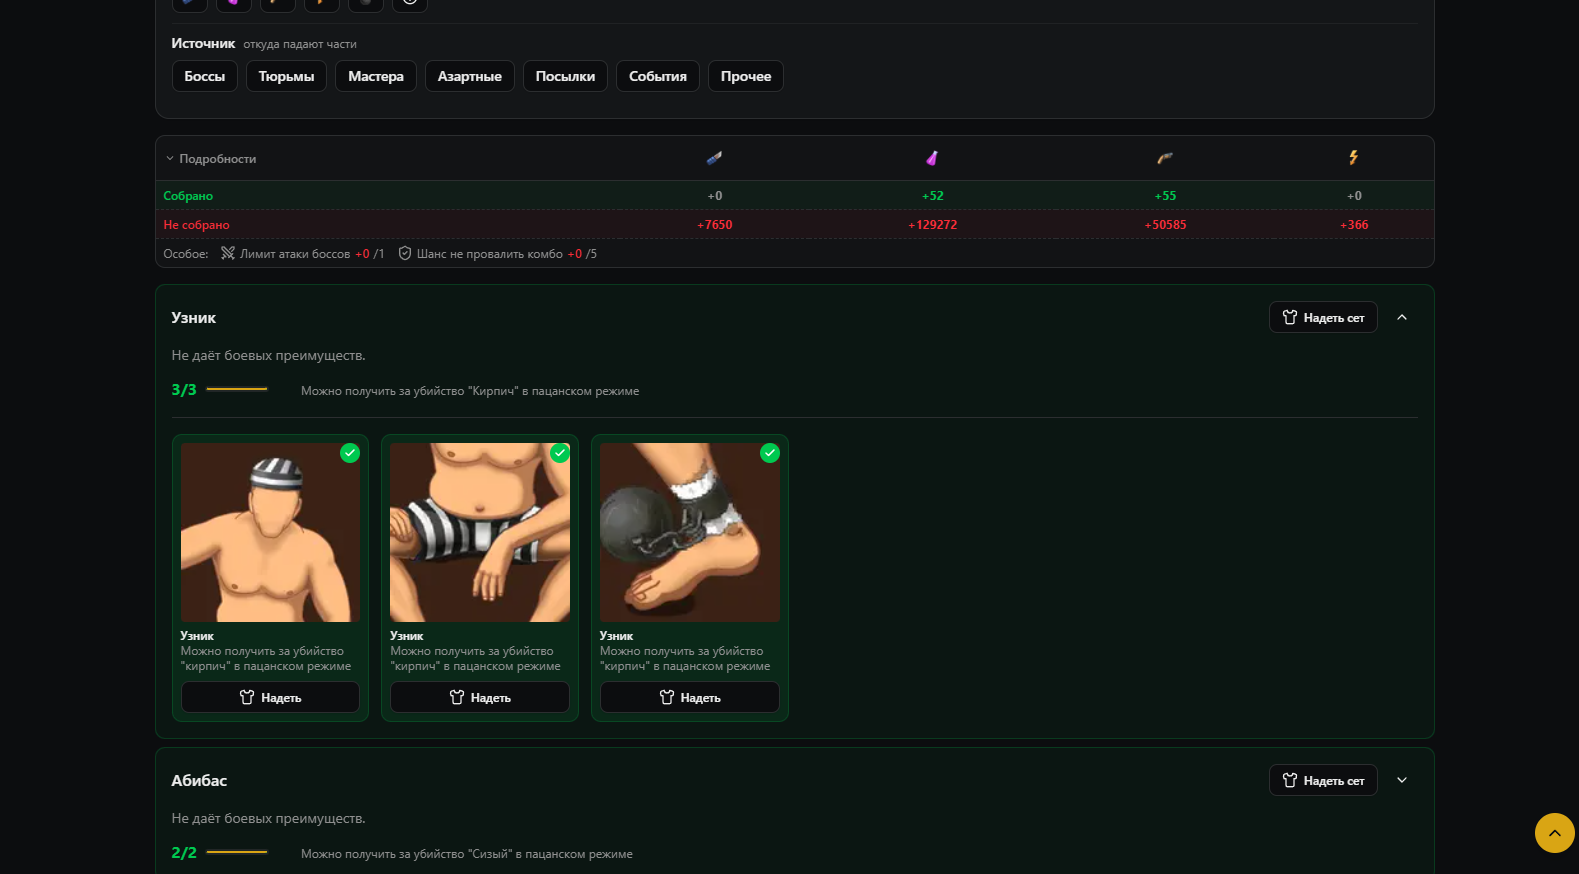 Источник откуда падают части
Боссы Тюрьмы Мастера Азартные Посылки События Прочее
Подробности
Собрано +0 +52 +55 +0
Не собрано +7650 +129272 +50585 +366
Особое: Лимит атаки боссов +0 /1 Шанс не провалить комбо +0 /5
Узник Надеть сет
Не даёт боевых преимуществ.
3/3 Можно получить за убийство "Кирпич" в пацанском режиме
Узник
Можно получить за убийство
"кирпич" в пацанском режиме
Надеть
Узник
Можно получить за убийство
"кирпич" в пацанском режиме
Надеть
Узник
Можно получить за убийство
"кирпич" в пацанском режиме
Надеть
Абибас Надеть сет
Не даёт боевых преимуществ.
2/2 Можно получить за убийство "Сизый" в пацанском режиме